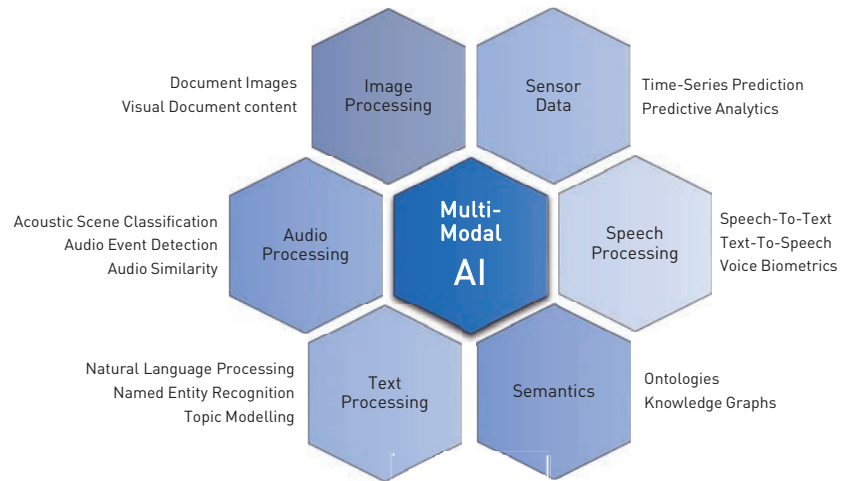 Document Images
Visual Document content
Image
Processing
Sensor
Data
Time-Series Prediction
Predictive Analytics
Acoustic Scene Classification
Audio Event Detection
Audio Similarity
Audio
Processing
Multi-
Modal
AI
Speech
Processing
Speech-To-Text
Text-To-Speech
Voice Biometrics
Natural Language Processing
Named Entity Recognition
Topic Modelling
Text
Processing
Semantics
Ontologies
Knowledge Graphs